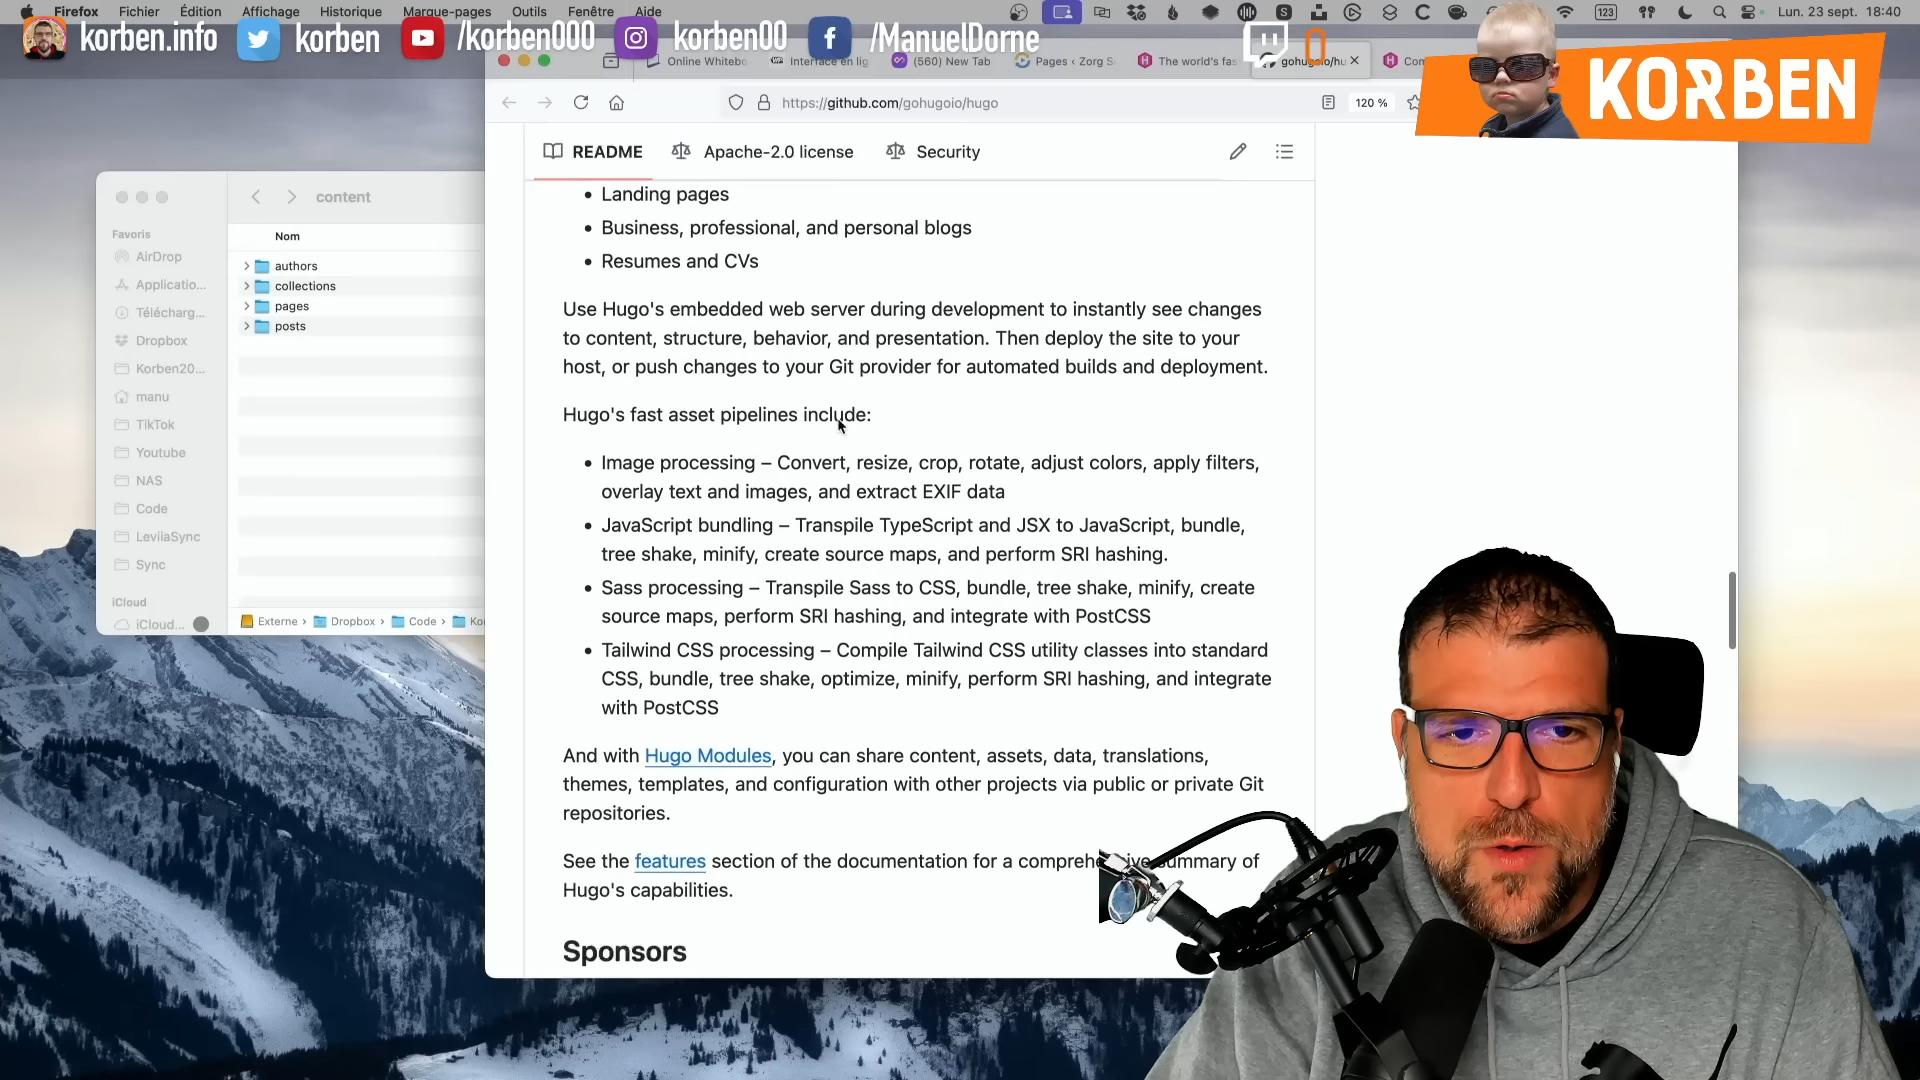 Firefox Fichier Édition Affichage Historique Marque-pages Outils Fenêtre Aide
123 Lun. 23 sept. 18:40
korben.info korben /korben000 korben00 /ManuelDorne
KORBEN
Online Whitebo
Interface en lig
(560) New Tab
Pages ‹ Zorg S
The world's fas
gohugoio/hu
Com
https://github.com/gohugoio/hugo
120 %
README
Apache-2.0 license
Security
content
Favoris
AirDrop
Applicatio...
Télécharg...
Dropbox
Korben20...
manu
TikTok
Youtube
NAS
Code
LeviiaSync
Sync
iCloud
iCloud...
Nom
authors
collections
pages
posts
Externe › Dropbox › Code › Ko
Landing pages
Business, professional, and personal blogs
Resumes and CVs
Use Hugo's embedded web server during development to instantly see changes
to content, structure, behavior, and presentation. Then deploy the site to your
host, or push changes to your Git provider for automated builds and deployment.
Hugo's fast asset pipelines include:
Image processing – Convert, resize, crop, rotate, adjust colors, apply filters,
overlay text and images, and extract EXIF data
JavaScript bundling – Transpile TypeScript and JSX to JavaScript, bundle,
tree shake, minify, create source maps, and perform SRI hashing.
Sass processing – Transpile Sass to CSS, bundle, tree shake, minify, create
source maps, perform SRI hashing, and integrate with PostCSS
Tailwind CSS processing – Compile Tailwind CSS utility classes into standard
CSS, bundle, tree shake, optimize, minify, perform SRI hashing, and integrate
with PostCSS
And with Hugo Modules, you can share content, assets, data, translations,
themes, templates, and configuration with other projects via public or private Git
repositories.
See the features section of the documentation for a comprehensive summary of
Hugo's capabilities.
Sponsors